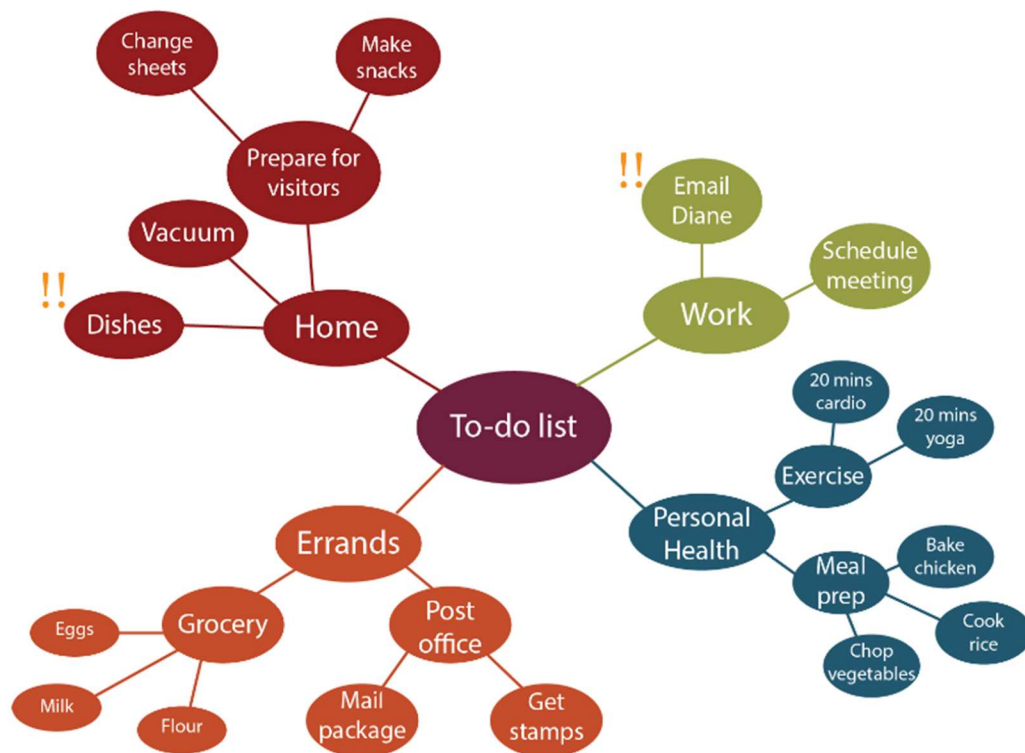 Change
sheets
Make
snacks
Prepare for
visitors
Vacuum
!!
Dishes
Home
!!
Email
Diane
Schedule
meeting
Work
To-do list
20 mins
cardio
20 mins
yoga
Exercise
Personal
Health
Meal
prep
Bake
chicken
Cook
rice
Chop
vegetables
Errands
Grocery
Eggs
Milk
Flour
Post
office
Mail
package
Get
stamps